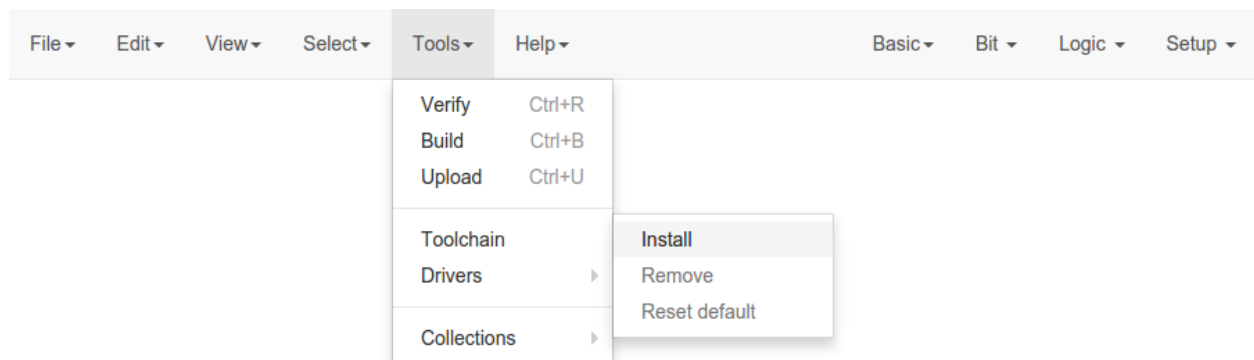 File Edit View Select Tools Help Basic Bit Logic Setup
Verify Ctrl+R
Build Ctrl+B
Upload Ctrl+U
Toolchain Install
Drivers Remove
Reset default
Collections